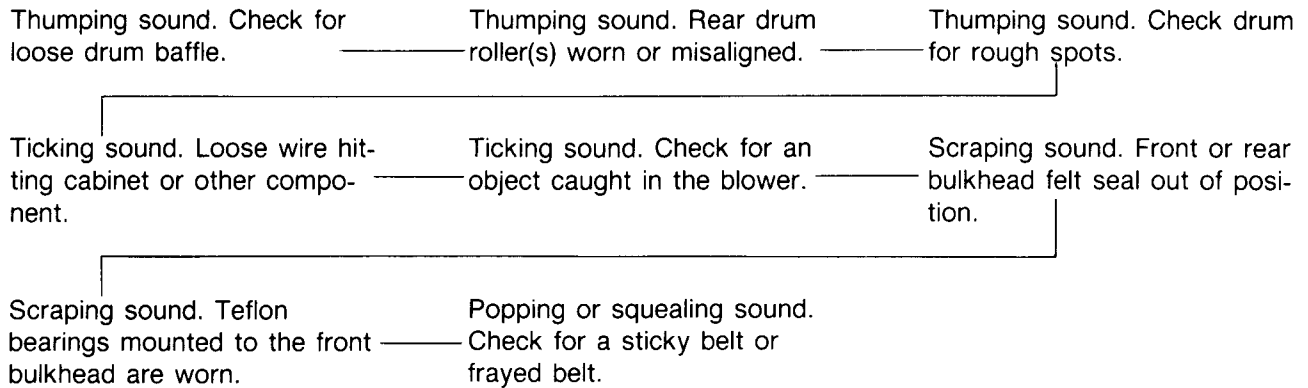 Thumping sound. Check for
loose drum baffle.
Thumping sound. Rear drum
roller(s) worn or misaligned.
Thumping sound. Check drum
for rough spots.
Ticking sound. Loose wire hit-
ting cabinet or other compo-
nent.
Ticking sound. Check for an
object caught in the blower.
Scraping sound. Front or rear
bulkhead felt seal out of posi-
tion.
Scraping sound. Teflon
bearings mounted to the front
bulkhead are worn.
Popping or squealing sound.
Check for a sticky belt or
frayed belt.